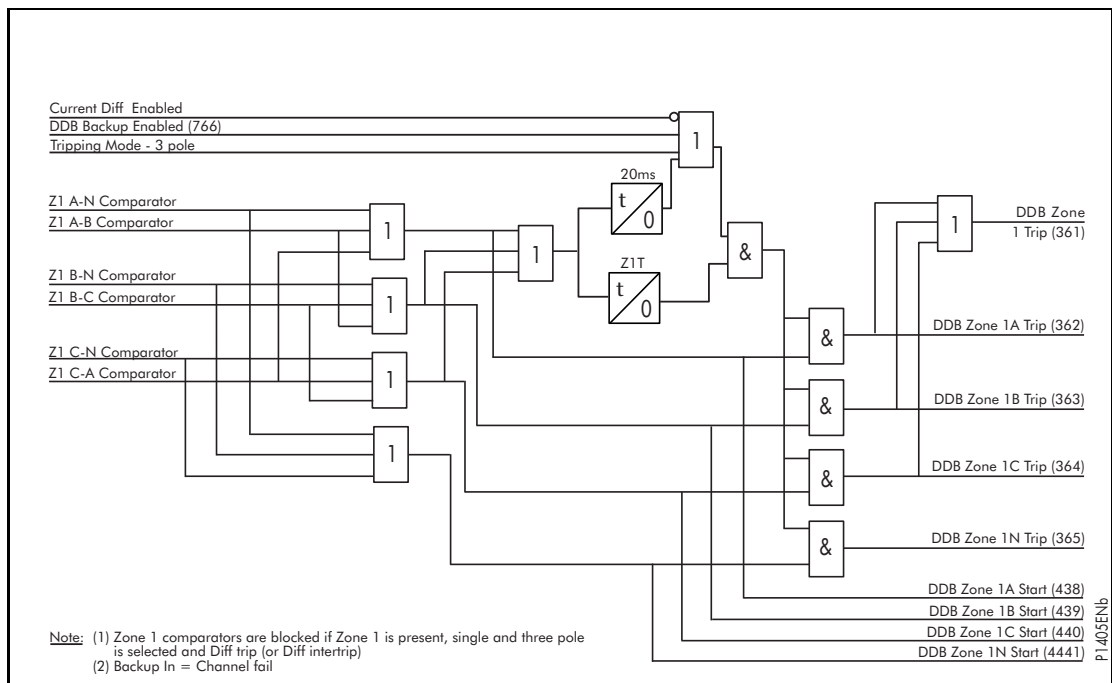 Current Diff Enabled
DDB Backup Enabled (766)
Tripping Mode - 3 pole
1
20ms
t
0
Z1 A-N Comparator
Z1 A-B Comparator
1
1
DDB Zone
1 Trip (361)
1
&
Z1T
t
0
Z1 B-N Comparator
Z1 B-C Comparator
1
&
DDB Zone 1A Trip (362)
Z1 C-N Comparator
Z1 C-A Comparator
1
&
DDB Zone 1B Trip (363)
1
&
DDB Zone 1C Trip (364)
&
DDB Zone 1N Trip (365)
DDB Zone 1A Start (438)
DDB Zone 1B Start (439)
DDB Zone 1C Start (440)
DDB Zone 1N Start (4441)
Note: (1) Zone 1 comparators are blocked if Zone 1 is present, single and three pole
is selected and Diff trip (or Diff intertrip)
(2) Backup In = Channel fail
P1405ENb